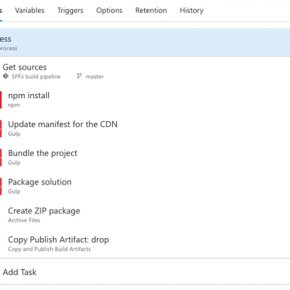 Variables Triggers Options Retention History
Get sources
SPFx build pipeline master
npm install
npm
Update manifest for the CDN
Gulp
Bundle the project
Gulp
Package solution
Gulp
Create ZIP package
Archive Files
Copy Publish Artifact: drop
Copy and Publish Build Artifacts
Add Task